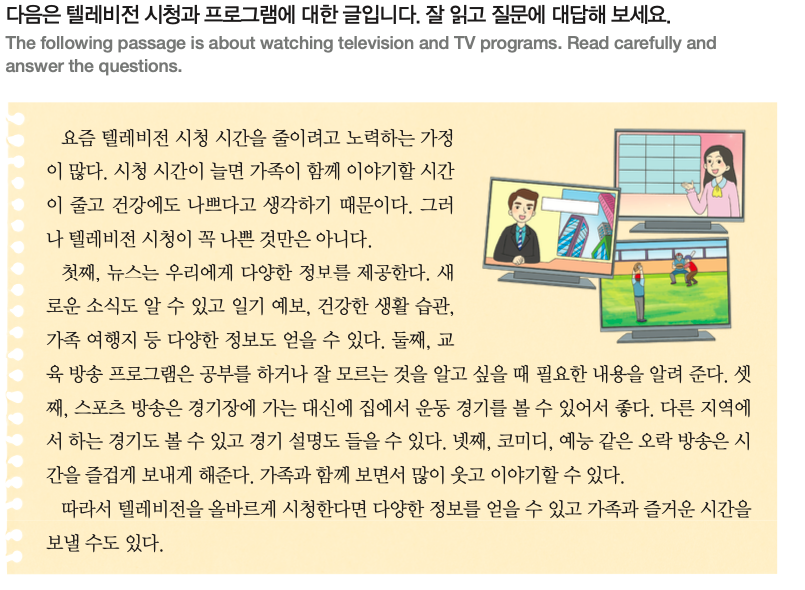 다음은 텔레비전 시청과 프로그램에 대한 글입니다. 잘 읽고 질문에 대답해 보세요.
The following passage is about watching television and TV programs. Read carefully and
answer the questions.
요즘 텔레비전 시청 시간을 줄이려고 노력하는 가정
이 많다. 시청 시간이 늘면 가족이 함께 이야기할 시간
이 줄고 건강에도 나쁘다고 생각하기 때문이다. 그러
나 텔레비전 시청이 꼭 나쁜 것만은 아니다.
첫째, 뉴스는 우리에게 다양한 정보를 제공한다. 새
로운 소식도 알 수 있고 일기 예보, 건강한 생활 습관,
가족 여행지 등 다양한 정보도 얻을 수 있다. 둘째, 교
육 방송 프로그램은 공부를 하거나 잘 모르는 것을 알고 싶을 때 필요한 내용을 알려 준다. 셋
째, 스포츠 방송은 경기장에 가는 대신에 집에서 운동 경기를 볼 수 있어서 좋다. 다른 지역에
서 하는 경기도 볼 수 있고 경기 설명도 들을 수 있다. 넷째, 코미디, 예능 같은 오락 방송은 시
간을 즐겁게 보내게 해준다. 가족과 함께 보면서 많이 웃고 이야기할 수 있다.
따라서 텔레비전을 올바르게 시청한다면 다양한 정보를 얻을 수 있고 가족과 즐거운 시간을
보낼 수도 있다.